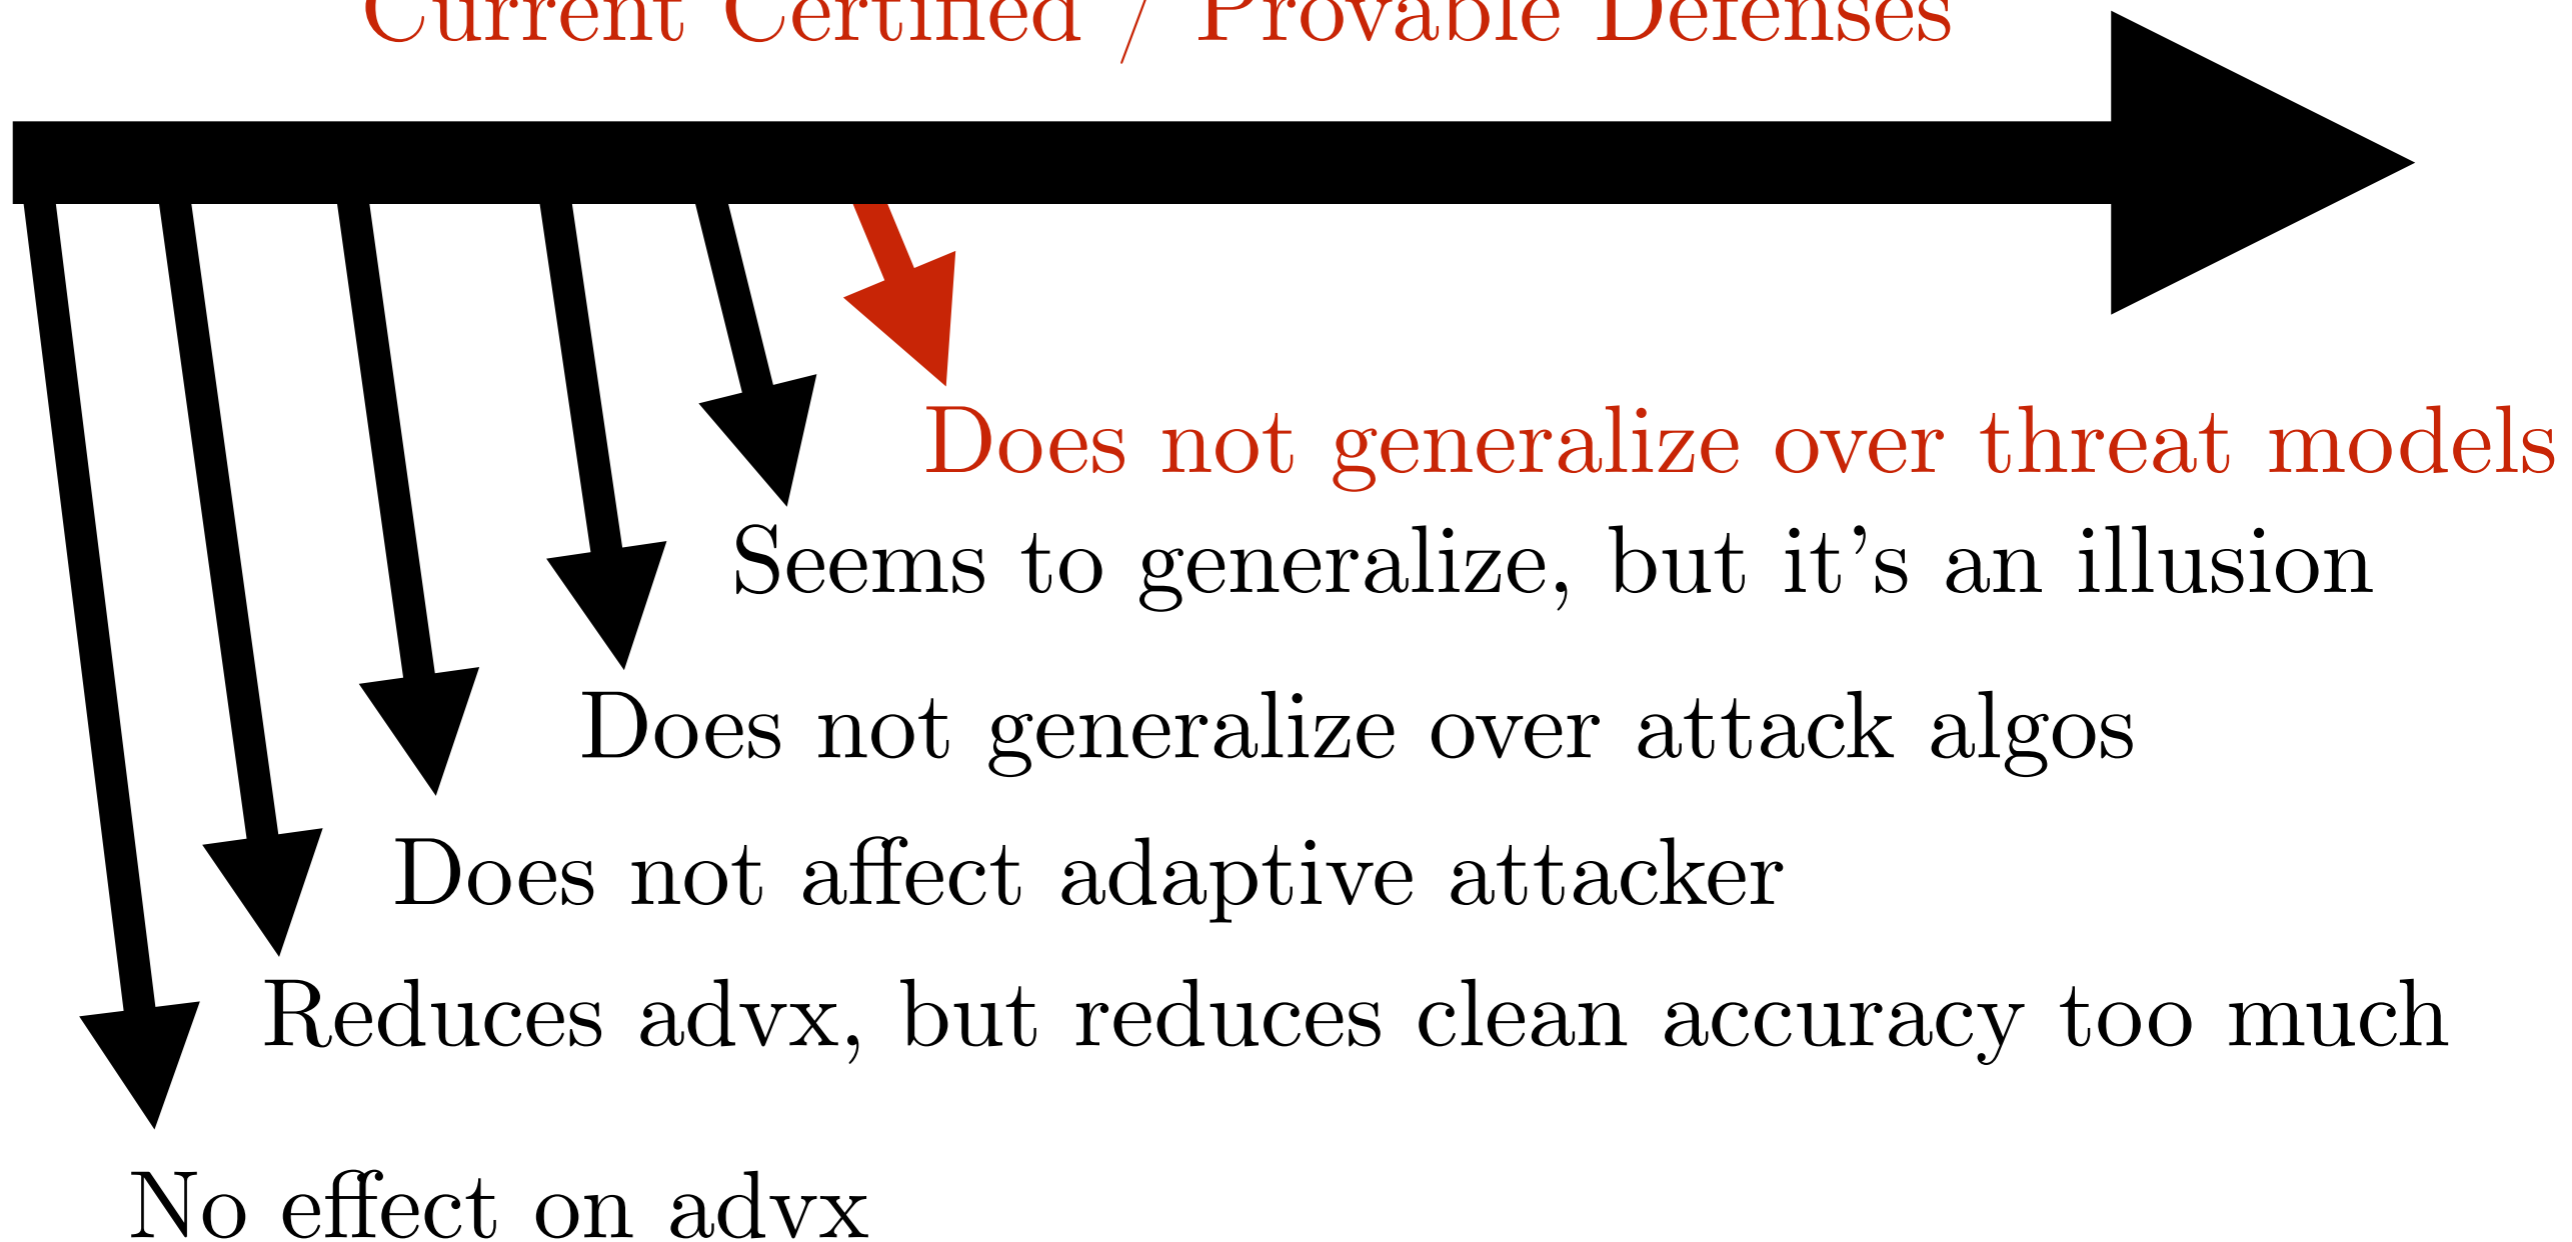 Current Certified / Provable Defenses
Does not generalize over threat models
Seems to generalize, but it's an illusion
Does not generalize over attack algos
Does not affect adaptive attacker
Reduces advx, but reduces clean accuracy too much
No effect on advx